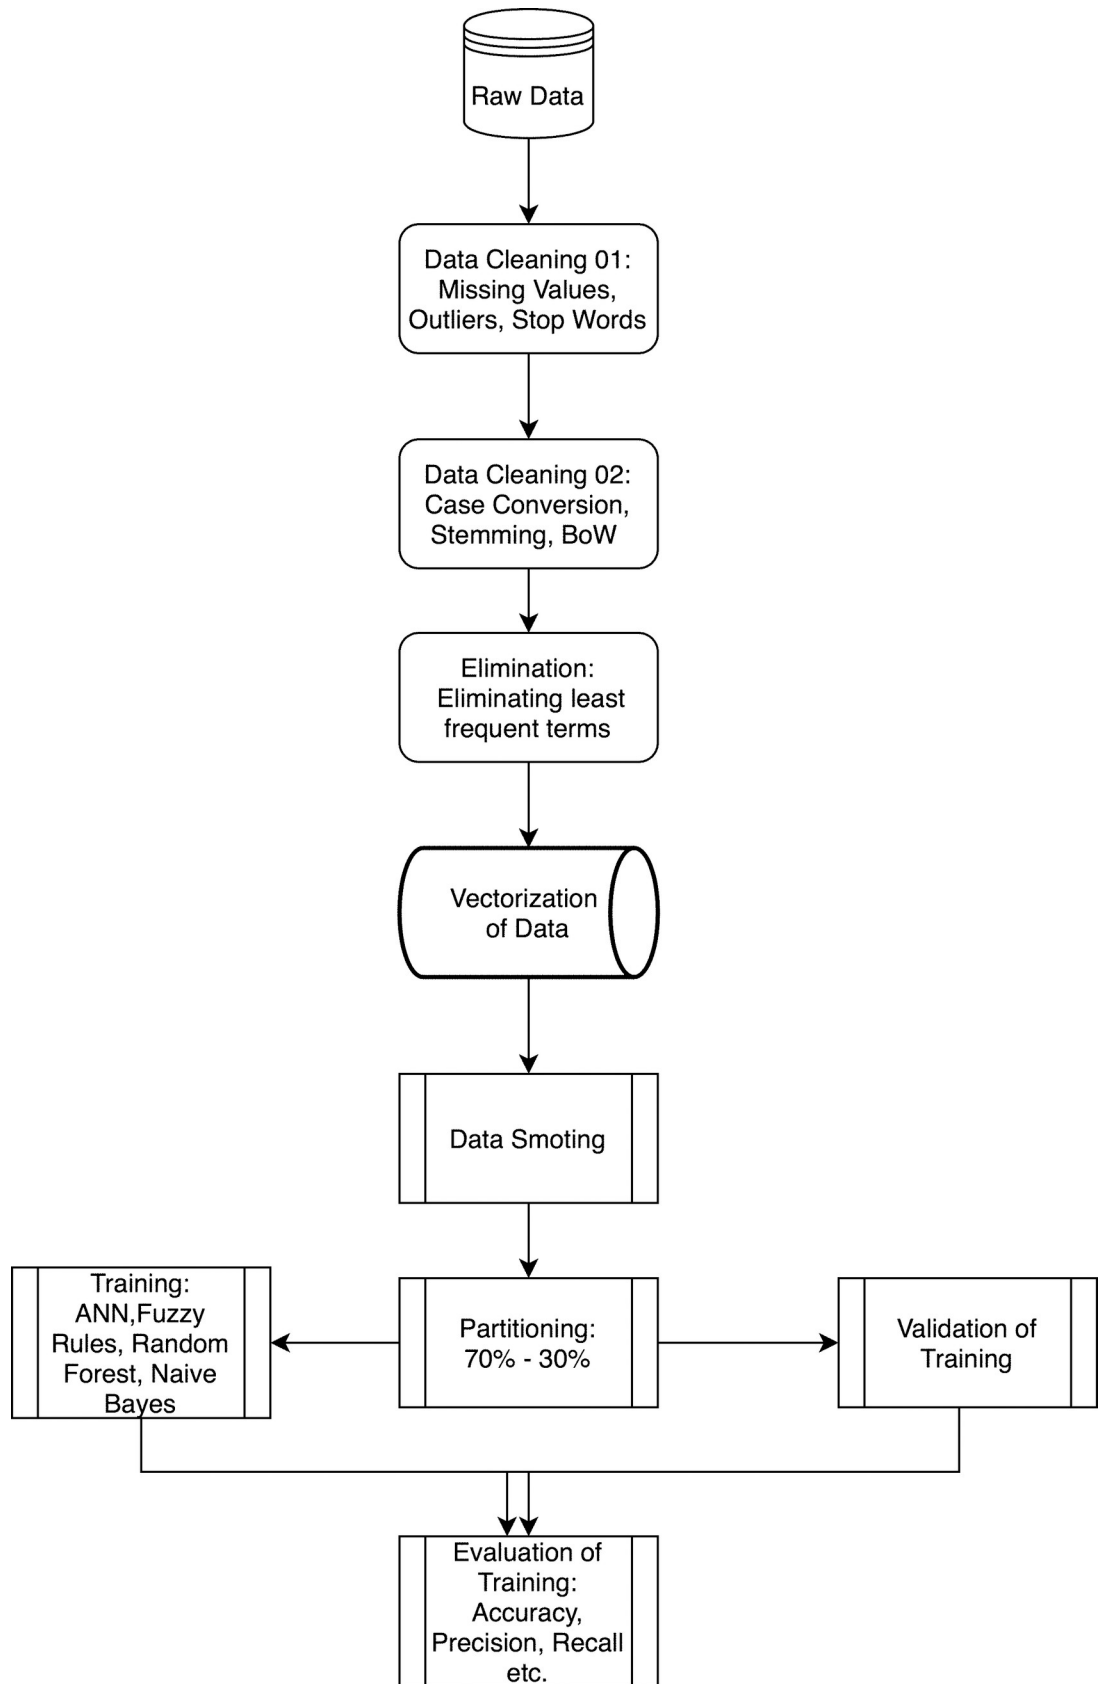 Raw Data
Data Cleaning 01:
Missing Values,
Outliers, Stop Words
Data Cleaning 02:
Case Conversion,
Stemming, BoW
Elimination:
Eliminating least
frequent terms
Vectorization
of Data
Data Smoting
Training:
ANN,Fuzzy
Rules, Random
Forest, Naive
Bayes
Partitioning:
70% - 30%
Validation of
Training
Evaluation of
Training:
Accuracy,
Precision, Recall
etc.